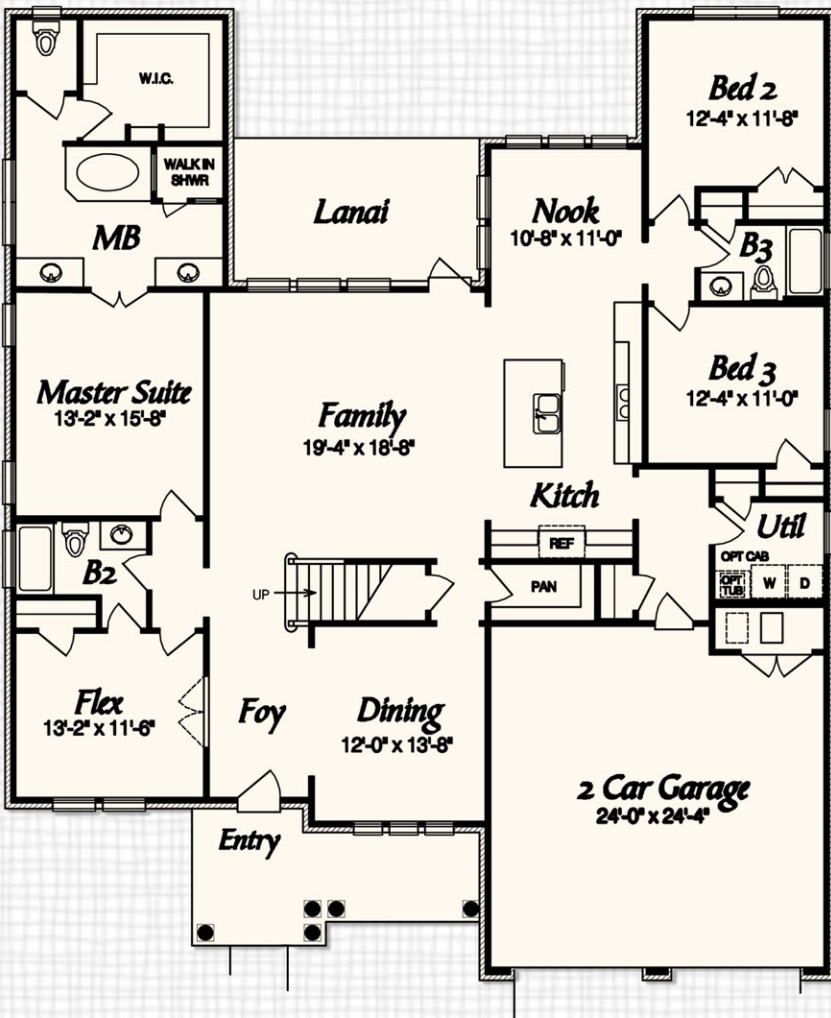 W.I.C.
Bed 2
12'-4" x 11'-8"
WALK IN
SHWR
Lanai
Nook
10'-8" x 11'-0"
MB
B3
Master Suite
13'-2" x 15'-8"
Family
19'-4" x 18'-8"
Bed 3
12'-4" x 11'-0"
Kitch
REF
Util
OPT CAB
OPT
TUB
W
D
B2
UP
PAN
Flex
13'-2" x 11'-6"
Foy
Dining
12'-0" x 13'-8"
2 Car Garage
24'-0" x 24'-4"
Entry